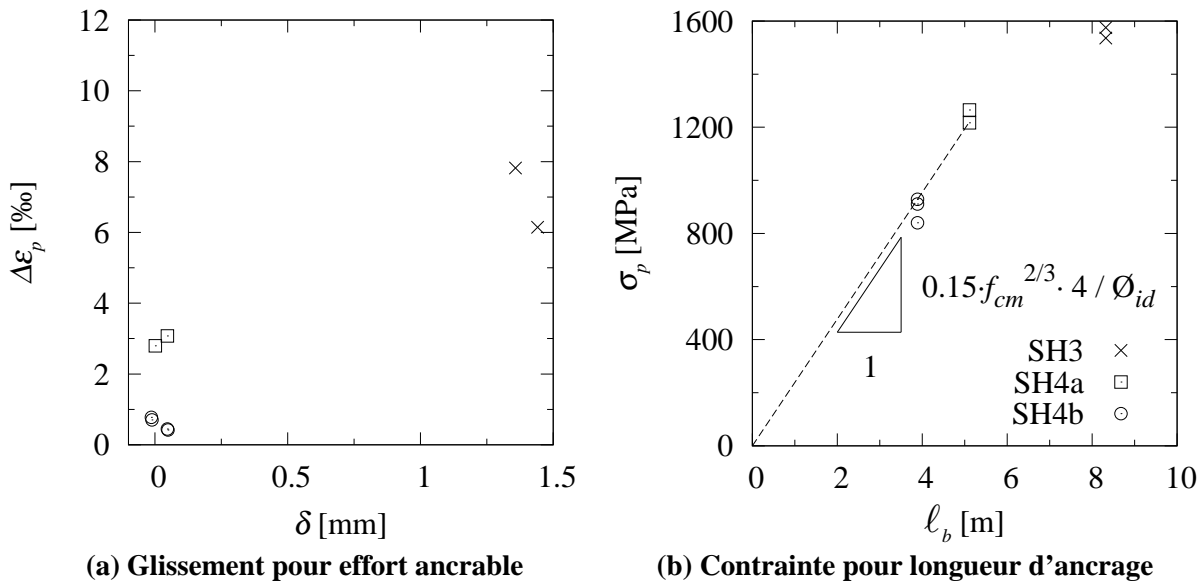 12
10
8
6
4
2
0
Δε_p [‰]
0
0.5
1
1.5
δ [mm]
(a) Glissement pour effort ancrable
1600
1200
800
400
0
σ_p [MPa]
0.15·f_cm^2/3 · 4 / Ø_id
1
SH3
SH4a
SH4b
0
2
4
6
8
10
ℓ_b [m]
(b) Contrainte pour longueur d’ancrage